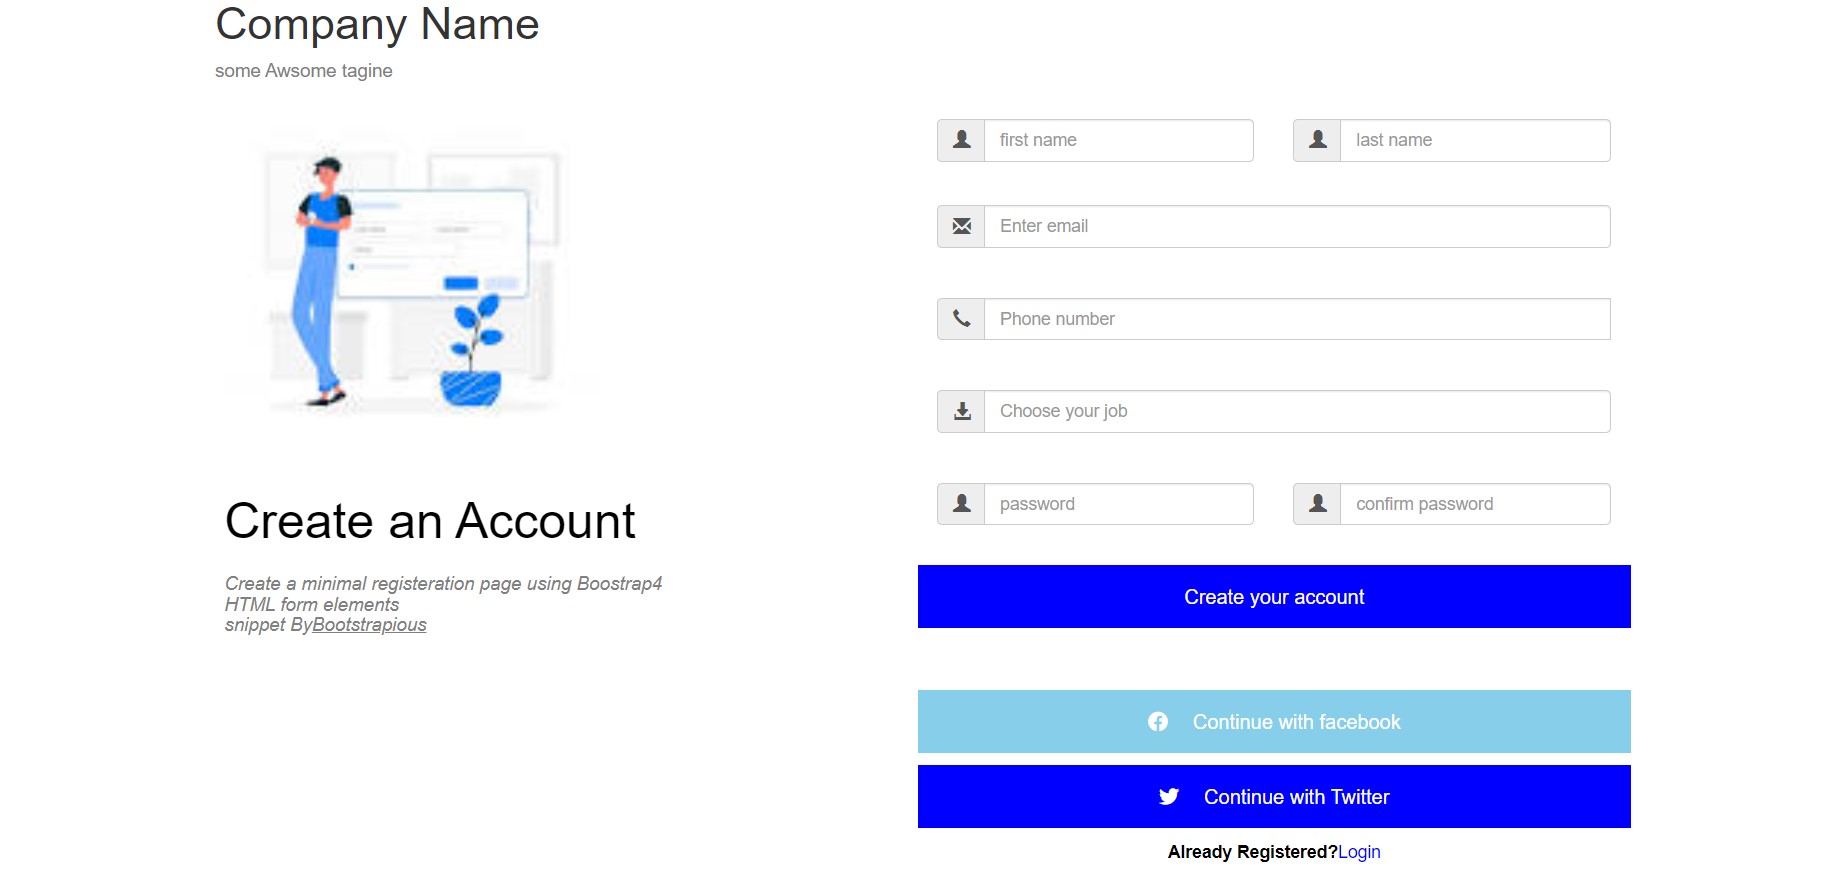 Company Name
some Awsome tagine
first name
last name
Enter email
Phone number
Choose your job
password
confirm password
Create an Account
Create a minimal registeration page using Boostrap4
HTML form elements
snippet ByBootstrapious
Create your account
Continue with facebook
Continue with Twitter
Already Registered?Login